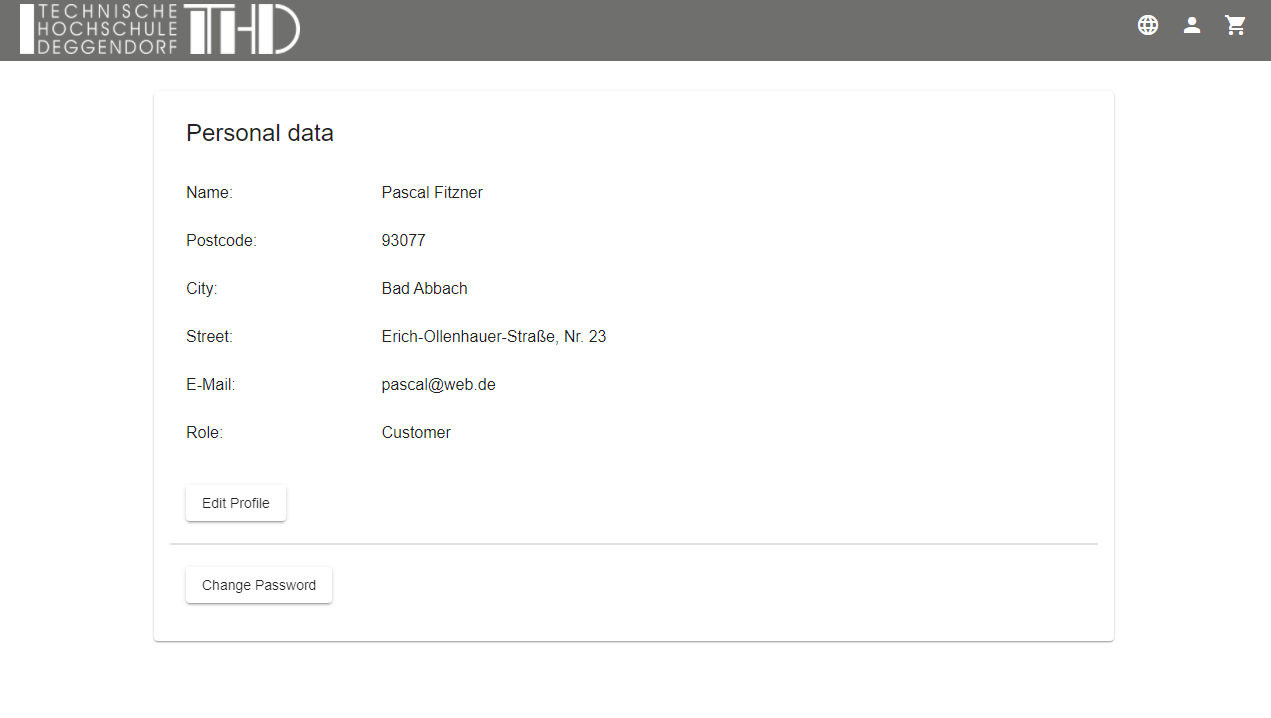 TECHNISCHE
HOCHSCHULE
DEGGENDORF THD
Personal data
Name: Pascal Fitzner
Postcode: 93077
City: Bad Abbach
Street: Erich-Ollenhauer-Straße, Nr. 23
E-Mail: pascal@web.de
Role: Customer
Edit Profile
Change Password